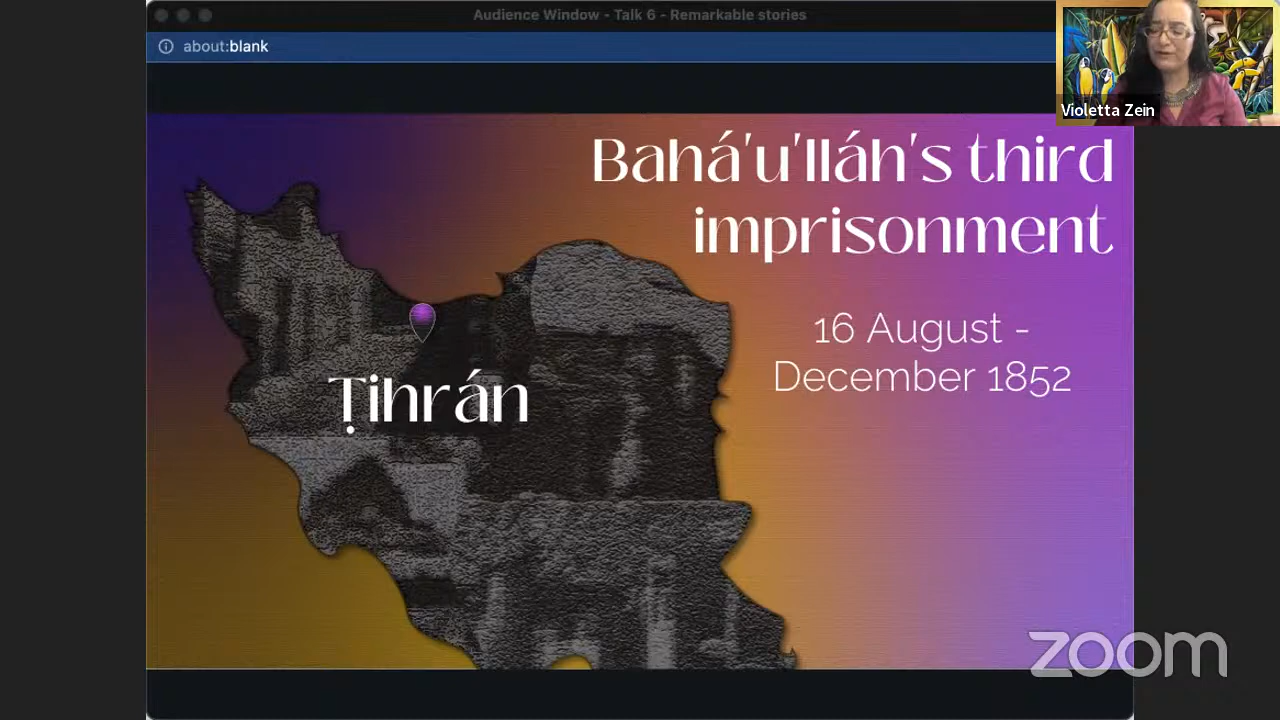 Audience Window - Talk 6 - Remarkable stories
about:blank
Violetta Zein
Bahá'u'lláh's third
imprisonment
16 August -
December 1852
Ṭihrán
zoom